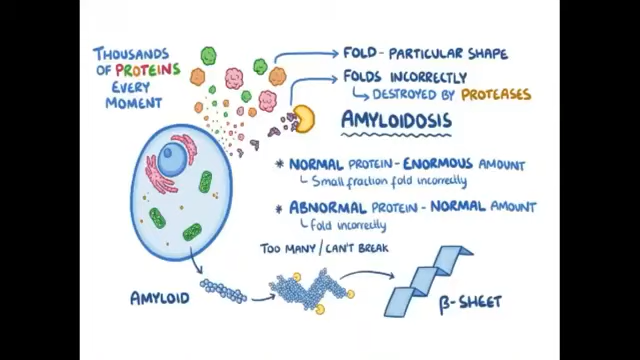 THOUSANDS
OF PROTEINS
EVERY
MOMENT
FOLD - PARTICULAR SHAPE
FOLDS INCORRECTLY
DESTROYED BY PROTEASES
AMYLOIDOSIS
* NORMAL PROTEIN - ENORMOUS AMOUNT
Small fraction fold incorrectly
* ABNORMAL PROTEIN - NORMAL AMOUNT
Fold incorrectly
TOO MANY / CAN'T BREAK
AMYLOID
β-SHEET